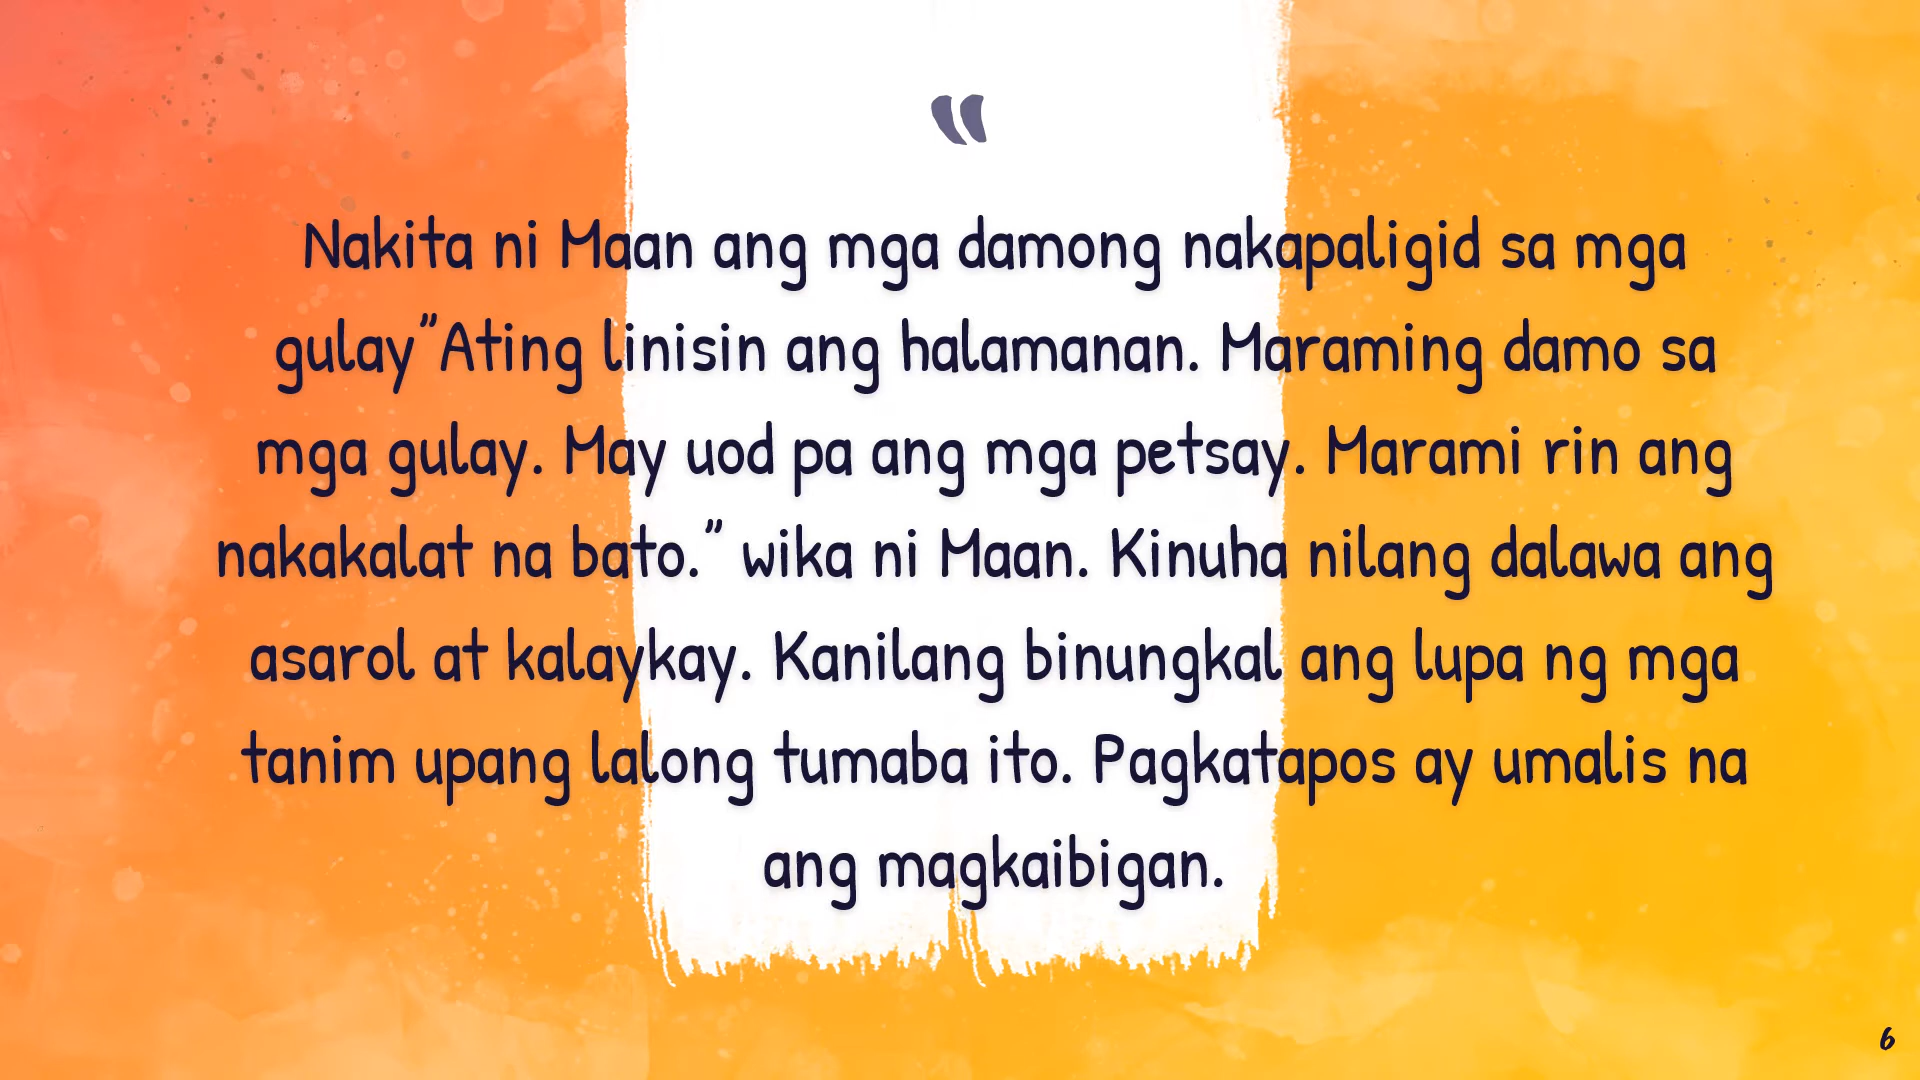 “
Nakita ni Maan ang mga damong nakapaligid sa mga
gulay”Ating linisin ang halamanan. Maraming damo sa
mga gulay. May uod pa ang mga petsay. Marami rin ang
nakakalat na bato.” wika ni Maan. Kinuha nilang dalawa ang
asarol at kalaykay. Kanilang binungkal ang lupa ng mga
tanim upang lalong tumaba ito. Pagkatapos ay umalis na
ang magkaibigan.
6